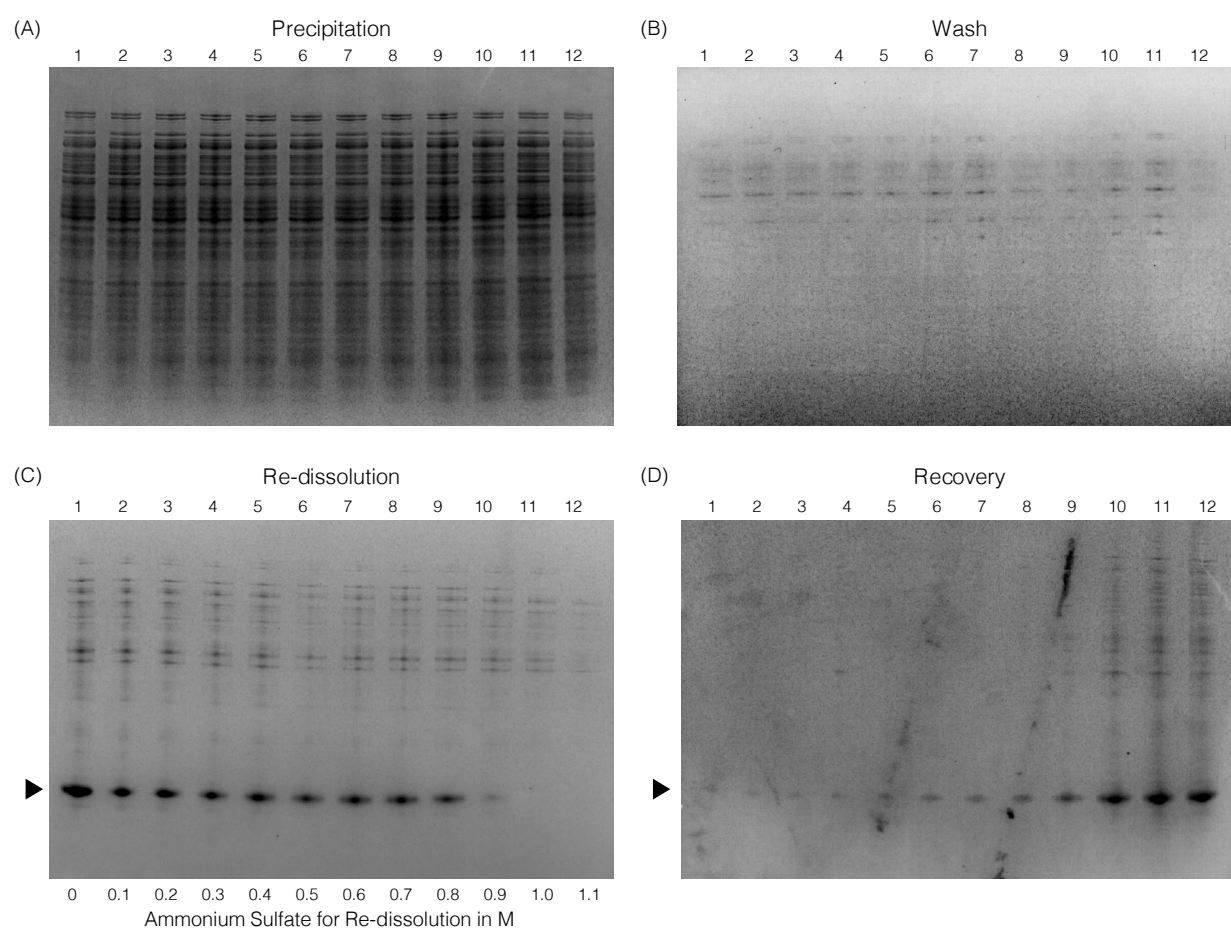 (A) Precipitation
1 2 3 4 5 6 7 8 9 10 11 12
(B) Wash
1 2 3 4 5 6 7 8 9 10 11 12
(C) Re-dissolution
1 2 3 4 5 6 7 8 9 10 11 12
0 0.1 0.2 0.3 0.4 0.5 0.6 0.7 0.8 0.9 1.0 1.1
Ammonium Sulfate for Re-dissolution in M
(D) Recovery
1 2 3 4 5 6 7 8 9 10 11 12